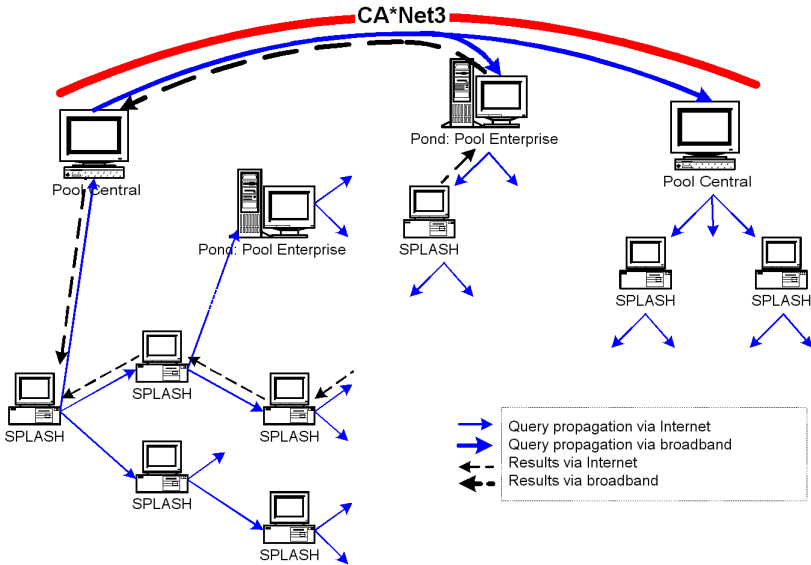 CA*Net3
Pond: Pool Enterprise
Pool Central
Pool Central
Pond: Pool Enterprise
SPLASH
SPLASH
SPLASH
SPLASH
SPLASH
SPLASH
SPLASH
SPLASH
Query propagation via Internet
Query propagation via broadband
Results via Internet
Results via broadband